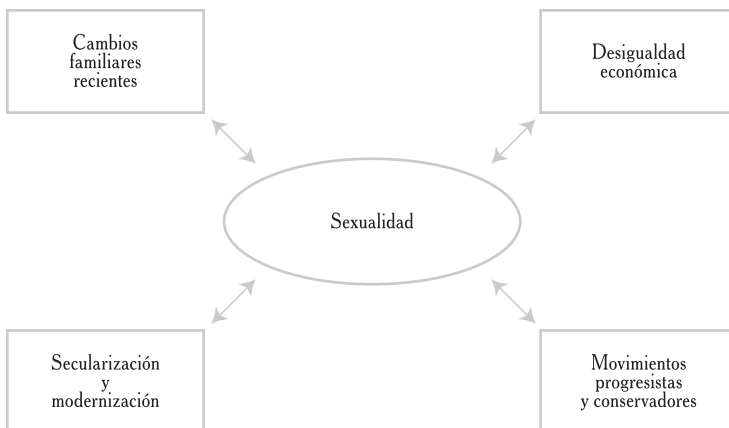 Cambios
familiares
recientes
Desigualdad
económica
Sexualidad
Secularización
y
modernización
Movimientos
progresistas
y conservadores